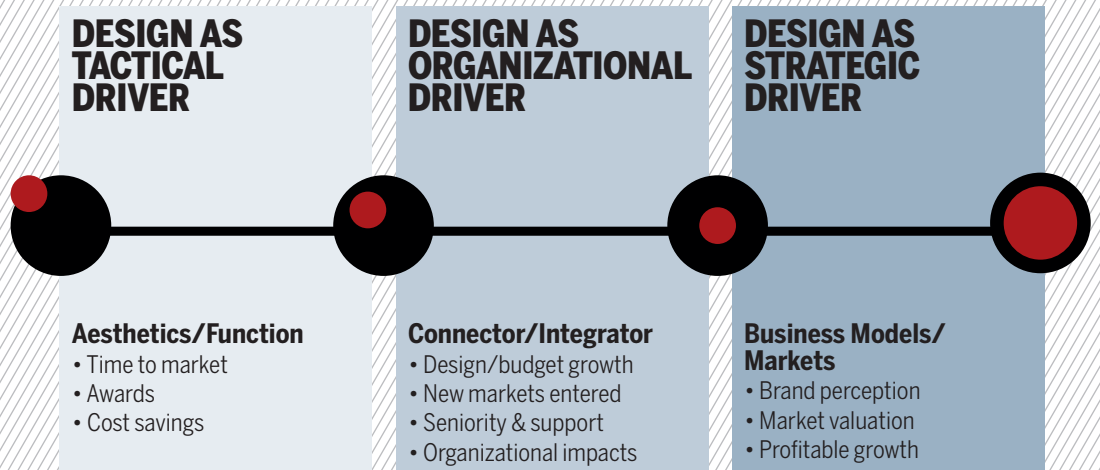 DESIGN AS
TACTICAL
DRIVER
Aesthetics/Function
• Time to market
• Awards
• Cost savings
DESIGN AS
ORGANIZATIONAL
DRIVER
Connector/Integrator
• Design/budget growth
• New markets entered
• Seniority & support
• Organizational impacts
DESIGN AS
STRATEGIC
DRIVER
Business Models/
Markets
• Brand perception
• Market valuation
• Profitable growth